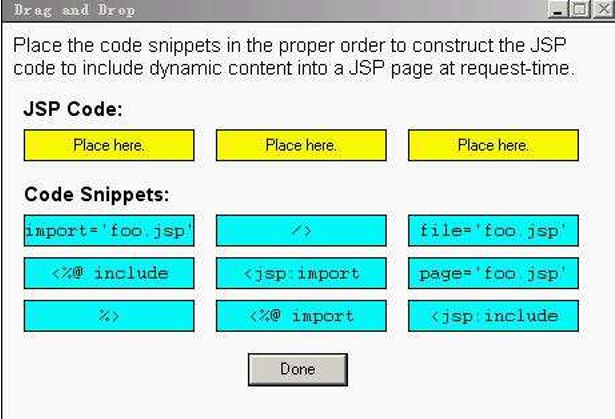 Drag and Drop
Place the code snippets in the proper order to construct the JSP
code to include dynamic content into a JSP page at request-time.
JSP Code:
Place here. Place here. Place here.
Code Snippets:
import='foo.jsp' /> file='foo.jsp'
<%@ include <jsp:import page='foo.jsp'
%> <%@ import <jsp:include
Done